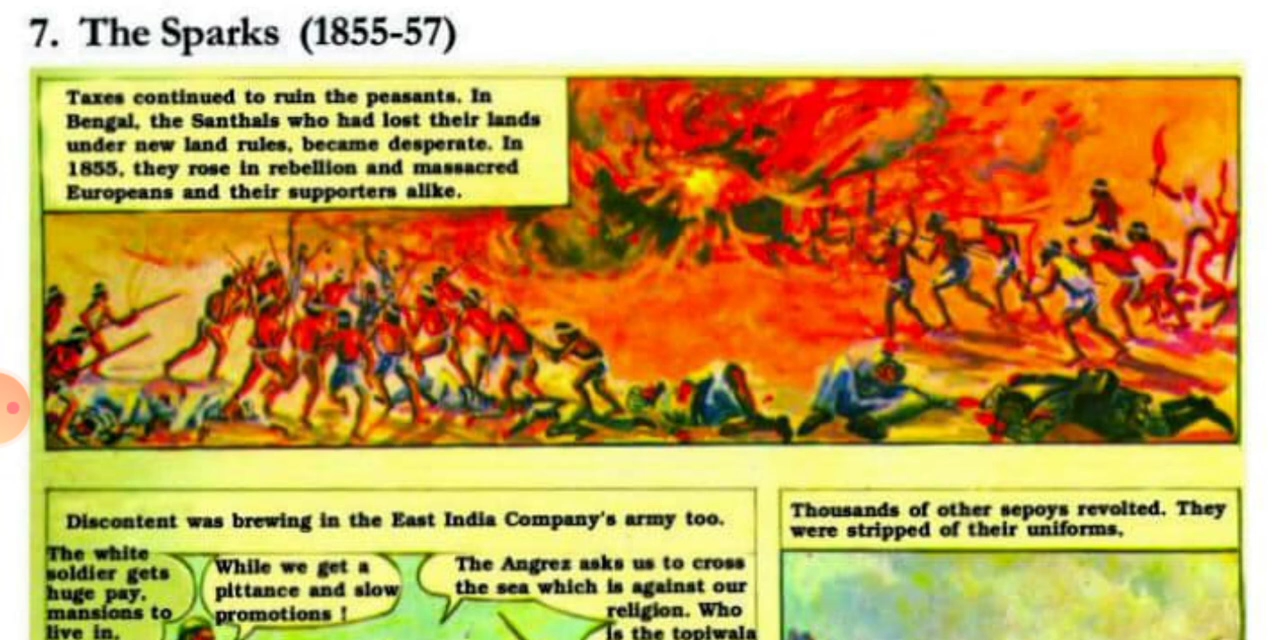 7. The Sparks (1855-57)
Taxes continued to ruin the peasants. In
Bengal, the Santhals who had lost their lands
under new land rules, became desperate. In
1855, they rose in rebellion and massacred
Europeans and their supporters alike.
Discontent was brewing in the East India Company's army too.
The white
soldier gets
huge pay,
mansions to
live in.
While we get a
pittance and slow
promotions !
The Angrez asks us to cross
the sea which is against our
religion. Who
is the topiwala
Thousands of other sepoys revolted. They
were stripped of their uniforms.